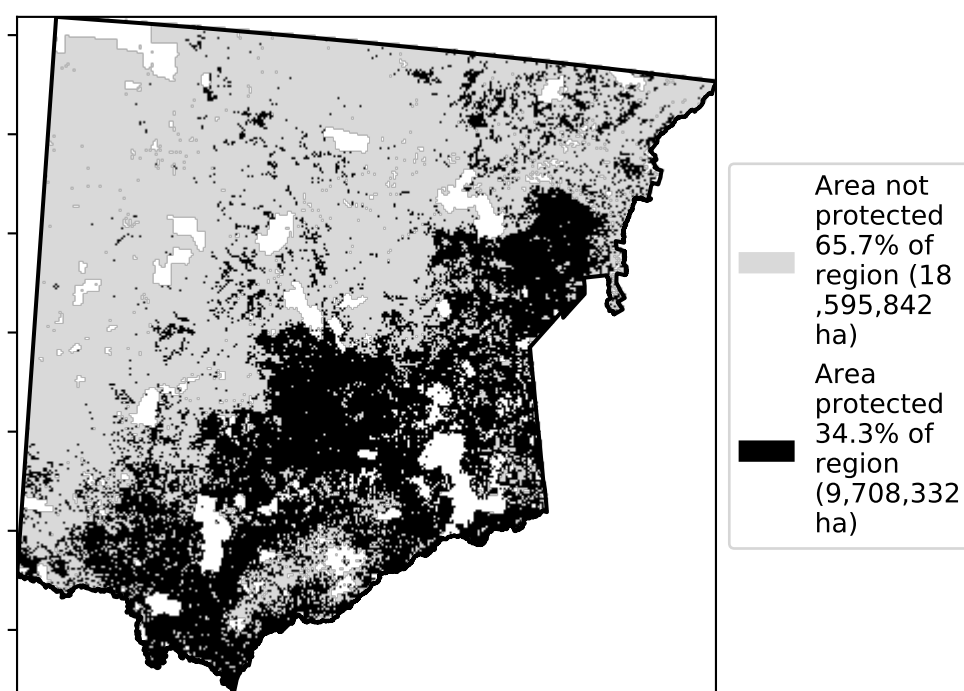 Area not
protected
65.7% of
region (18
,595,842
ha)
Area
protected
34.3% of
region
(9,708,332
ha)